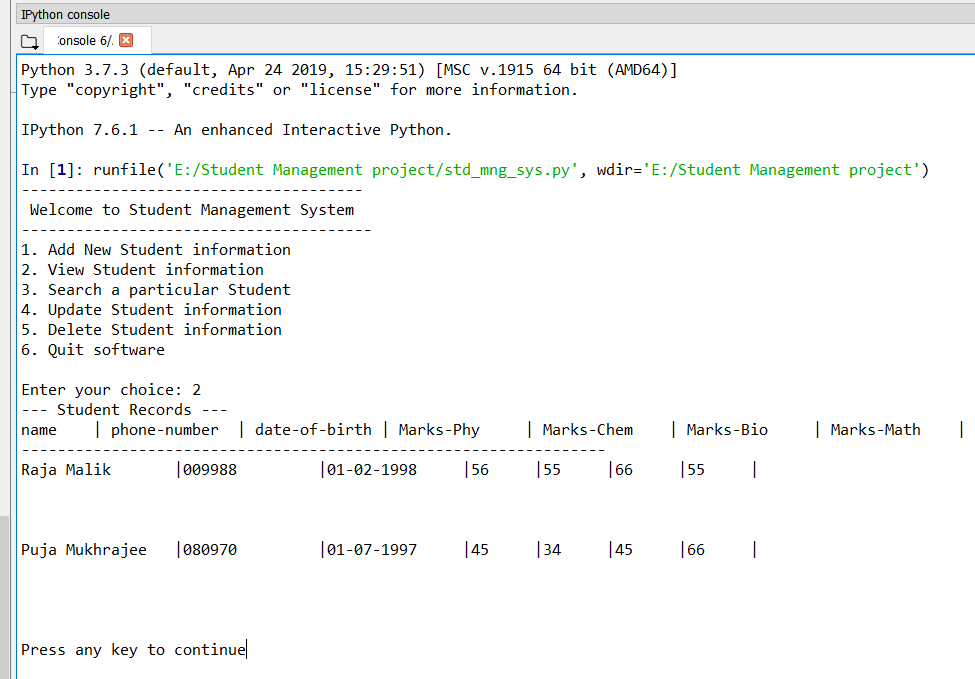 IPython console
onsole 6/.
Python 3.7.3 (default, Apr 24 2019, 15:29:51) [MSC v.1915 64 bit (AMD64)]
Type "copyright", "credits" or "license" for more information.
IPython 7.6.1 -- An enhanced Interactive Python.
In [1]: runfile('E:/Student Management project/std_mng_sys.py', wdir='E:/Student Management project')
--------------------------------------
Welcome to Student Management System
---------------------------------------
1. Add New Student information
2. View Student information
3. Search a particular Student
4. Update Student information
5. Delete Student information
6. Quit software
Enter your choice: 2
--- Student Records ---
name    | phone-number  | date-of-birth | Marks-Phy     | Marks-Chem    | Marks-Bio     | Marks-Math    |
-----------------------------------------------------------------
Raja Malik       |009988         |01-02-1998     |56     |55     |66     |55     |
Puja Mukhrajee   |080970         |01-07-1997     |45     |34     |45     |66     |
Press any key to continue